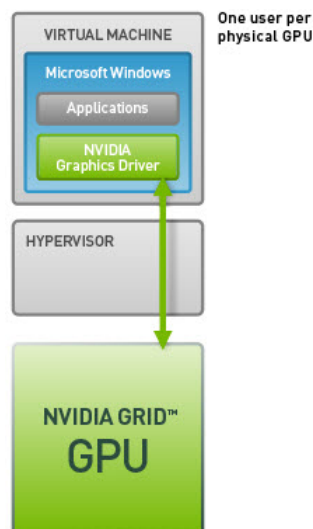 One user per
physical GPU
VIRTUAL MACHINE
Microsoft Windows
Applications
NVIDIA
Graphics Driver
HYPERVISOR
NVIDIA GRID™
GPU